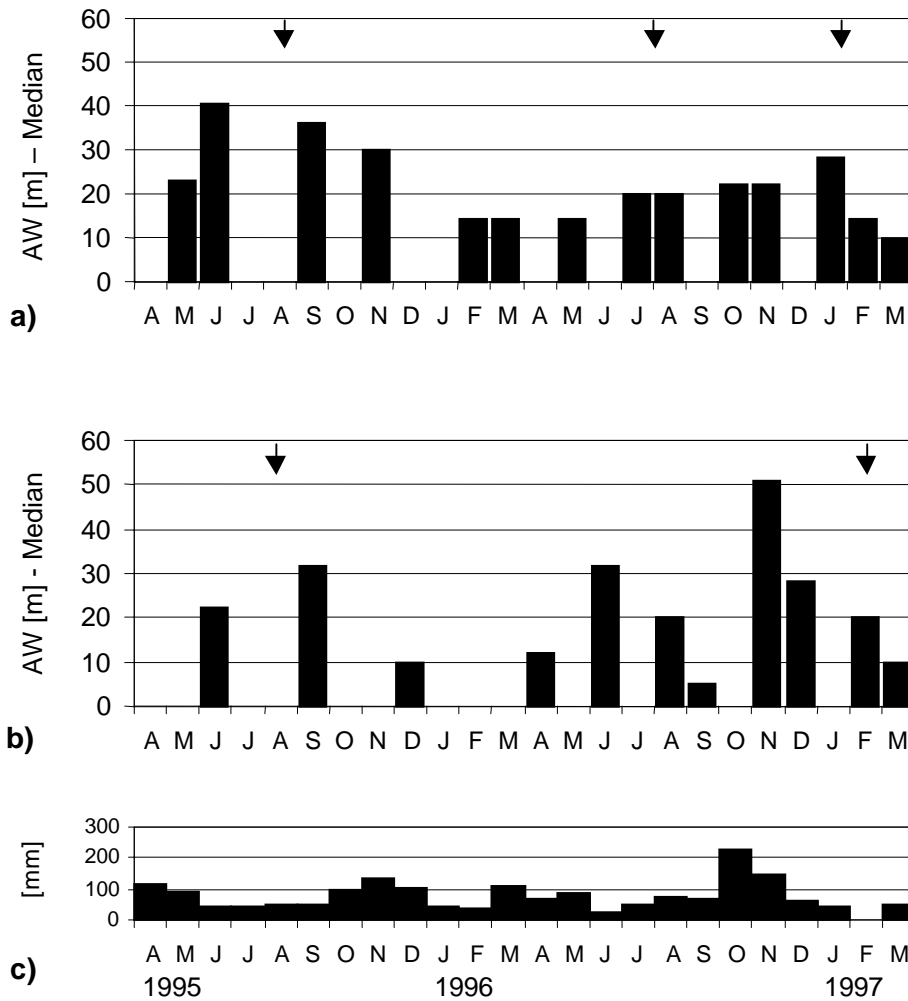 60
50
40
30
20
10
0
AW [m] – Median
a)
A M J J A S O N D J F M A M J J A S O N D J F M
60
50
40
30
20
10
0
AW [m] - Median
b)
A M J J A S O N D J F M A M J J A S O N D J F M
300
200
100
0
[mm]
c)
A M J J A S O N D J F M A M J J A S O N D J F M
1995 1996 1997